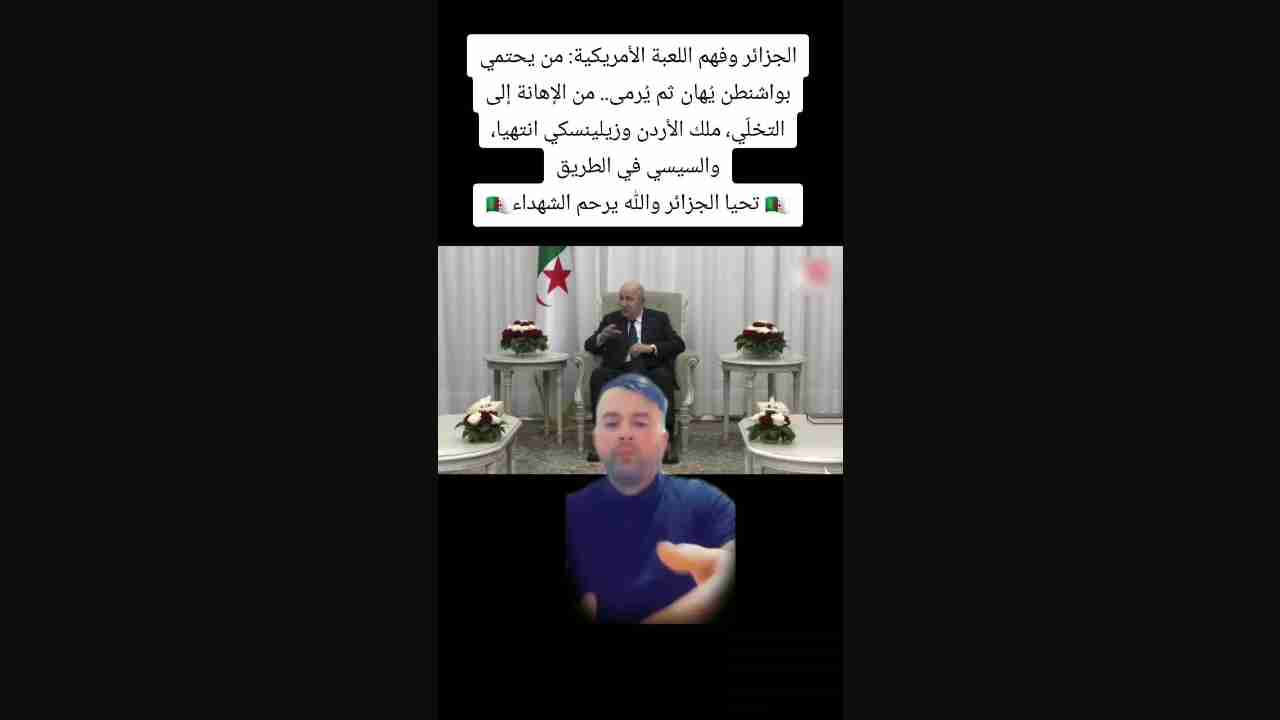 الجزائر وفهم اللعبة الأمريكية: من يحتمي
بواشنطن يُهان ثم يُرمى.. من الإهانة إلى
التخلّي، ملك الأردن وزيلينسكي انتهيا،
والسيسي في الطريق
🇩🇿 تحيا الجزائر والله يرحم الشهداء 🇩🇿